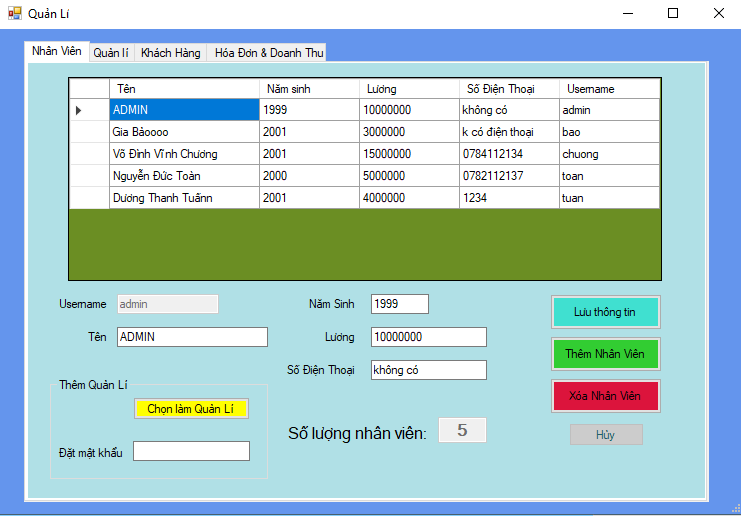 Quản Lí
Nhân Viên Quản lí Khách Hàng Hóa Đơn & Doanh Thu
Tên Năm sinh Lương Số Điện Thoại Username
ADMIN 1999 10000000 không có admin
Gia Bảoooo 2001 3000000 k có điện thoại bao
Võ Đình Vĩnh Chương 2001 15000000 0784112134 chuong
Nguyễn Đức Toàn 2000 5000000 0782112137 toan
Dương Thanh Tuấnn 2001 4000000 1234 tuan
Username admin Năm Sinh 1999 Lưu thông tin
Tên ADMIN Lương 10000000
Thêm Nhân Viên
Số Điện Thoại không có
Thêm Quản Lí
Xóa Nhân Viên
Chọn làm Quản Lí
Số lượng nhân viên: 5 Hủy
Đặt mật khẩu